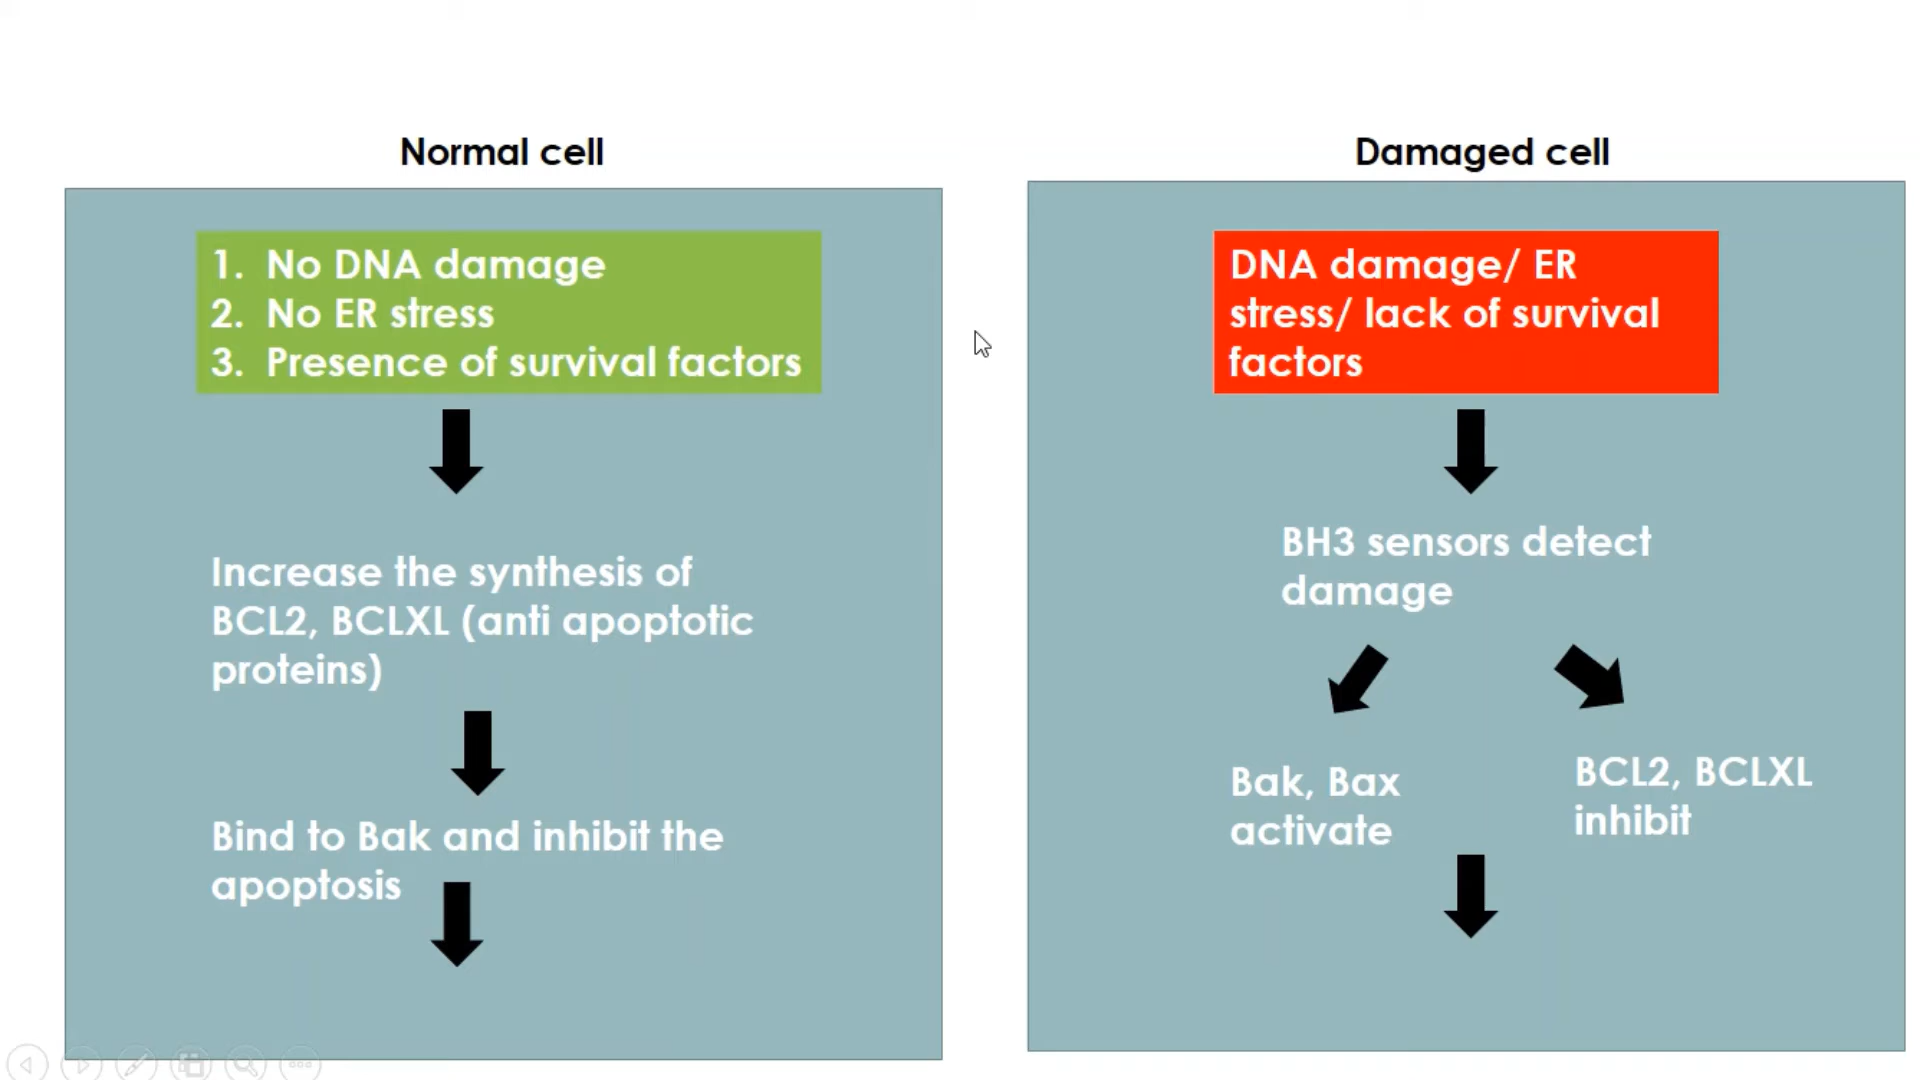 Normal cell
1. No DNA damage
2. No ER stress
3. Presence of survival factors
Increase the synthesis of
BCL2, BCLXL (anti apoptotic
proteins)
Bind to Bak and inhibit the
apoptosis
Damaged cell
DNA damage/ ER
stress/ lack of survival
factors
BH3 sensors detect
damage
Bak, Bax
activate
BCL2, BCLXL
inhibit